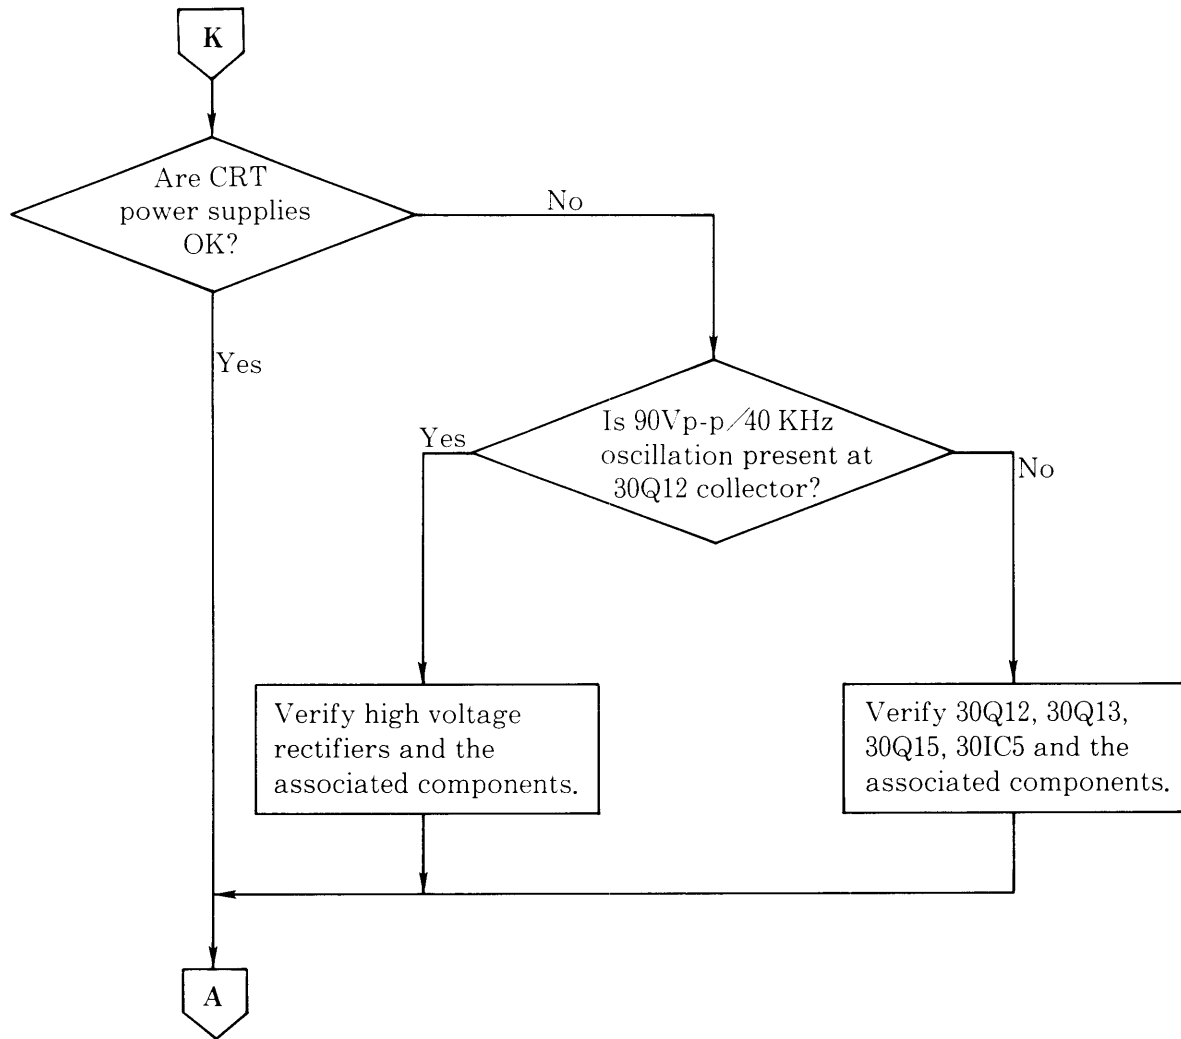 K
Are CRT
power supplies
OK?
No
Yes
Is 90Vp-p/40 KHz
oscillation present at
30Q12 collector?
Yes
No
Verify high voltage
rectifiers and the
associated components.
Verify 30Q12, 30Q13,
30Q15, 30IC5 and the
associated components.
A